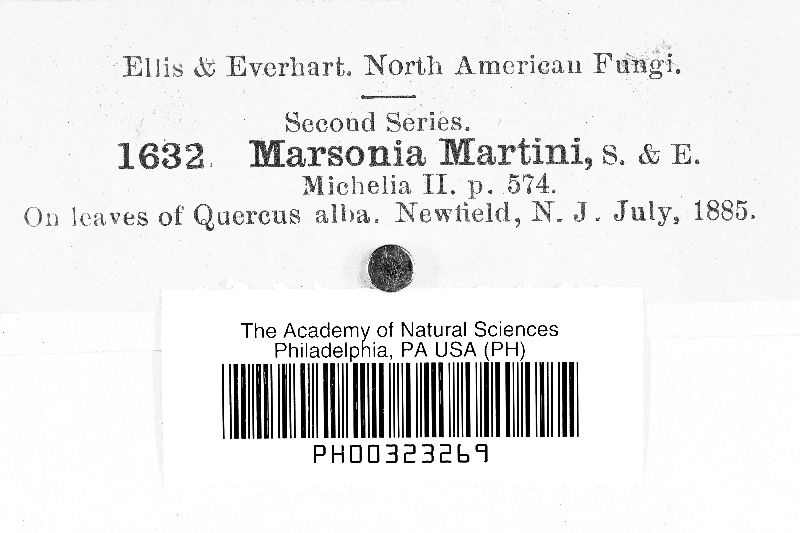 Ellis & Everhart. North American Fungi.
Second Series.
1632. Marsonia Martini, S. & E.
Michelia II. p. 574.
On leaves of Quercus alba. Newfield, N. J. July, 1885.
The Academy of Natural Sciences
Philadelphia, PA USA (PH)
PH00323269